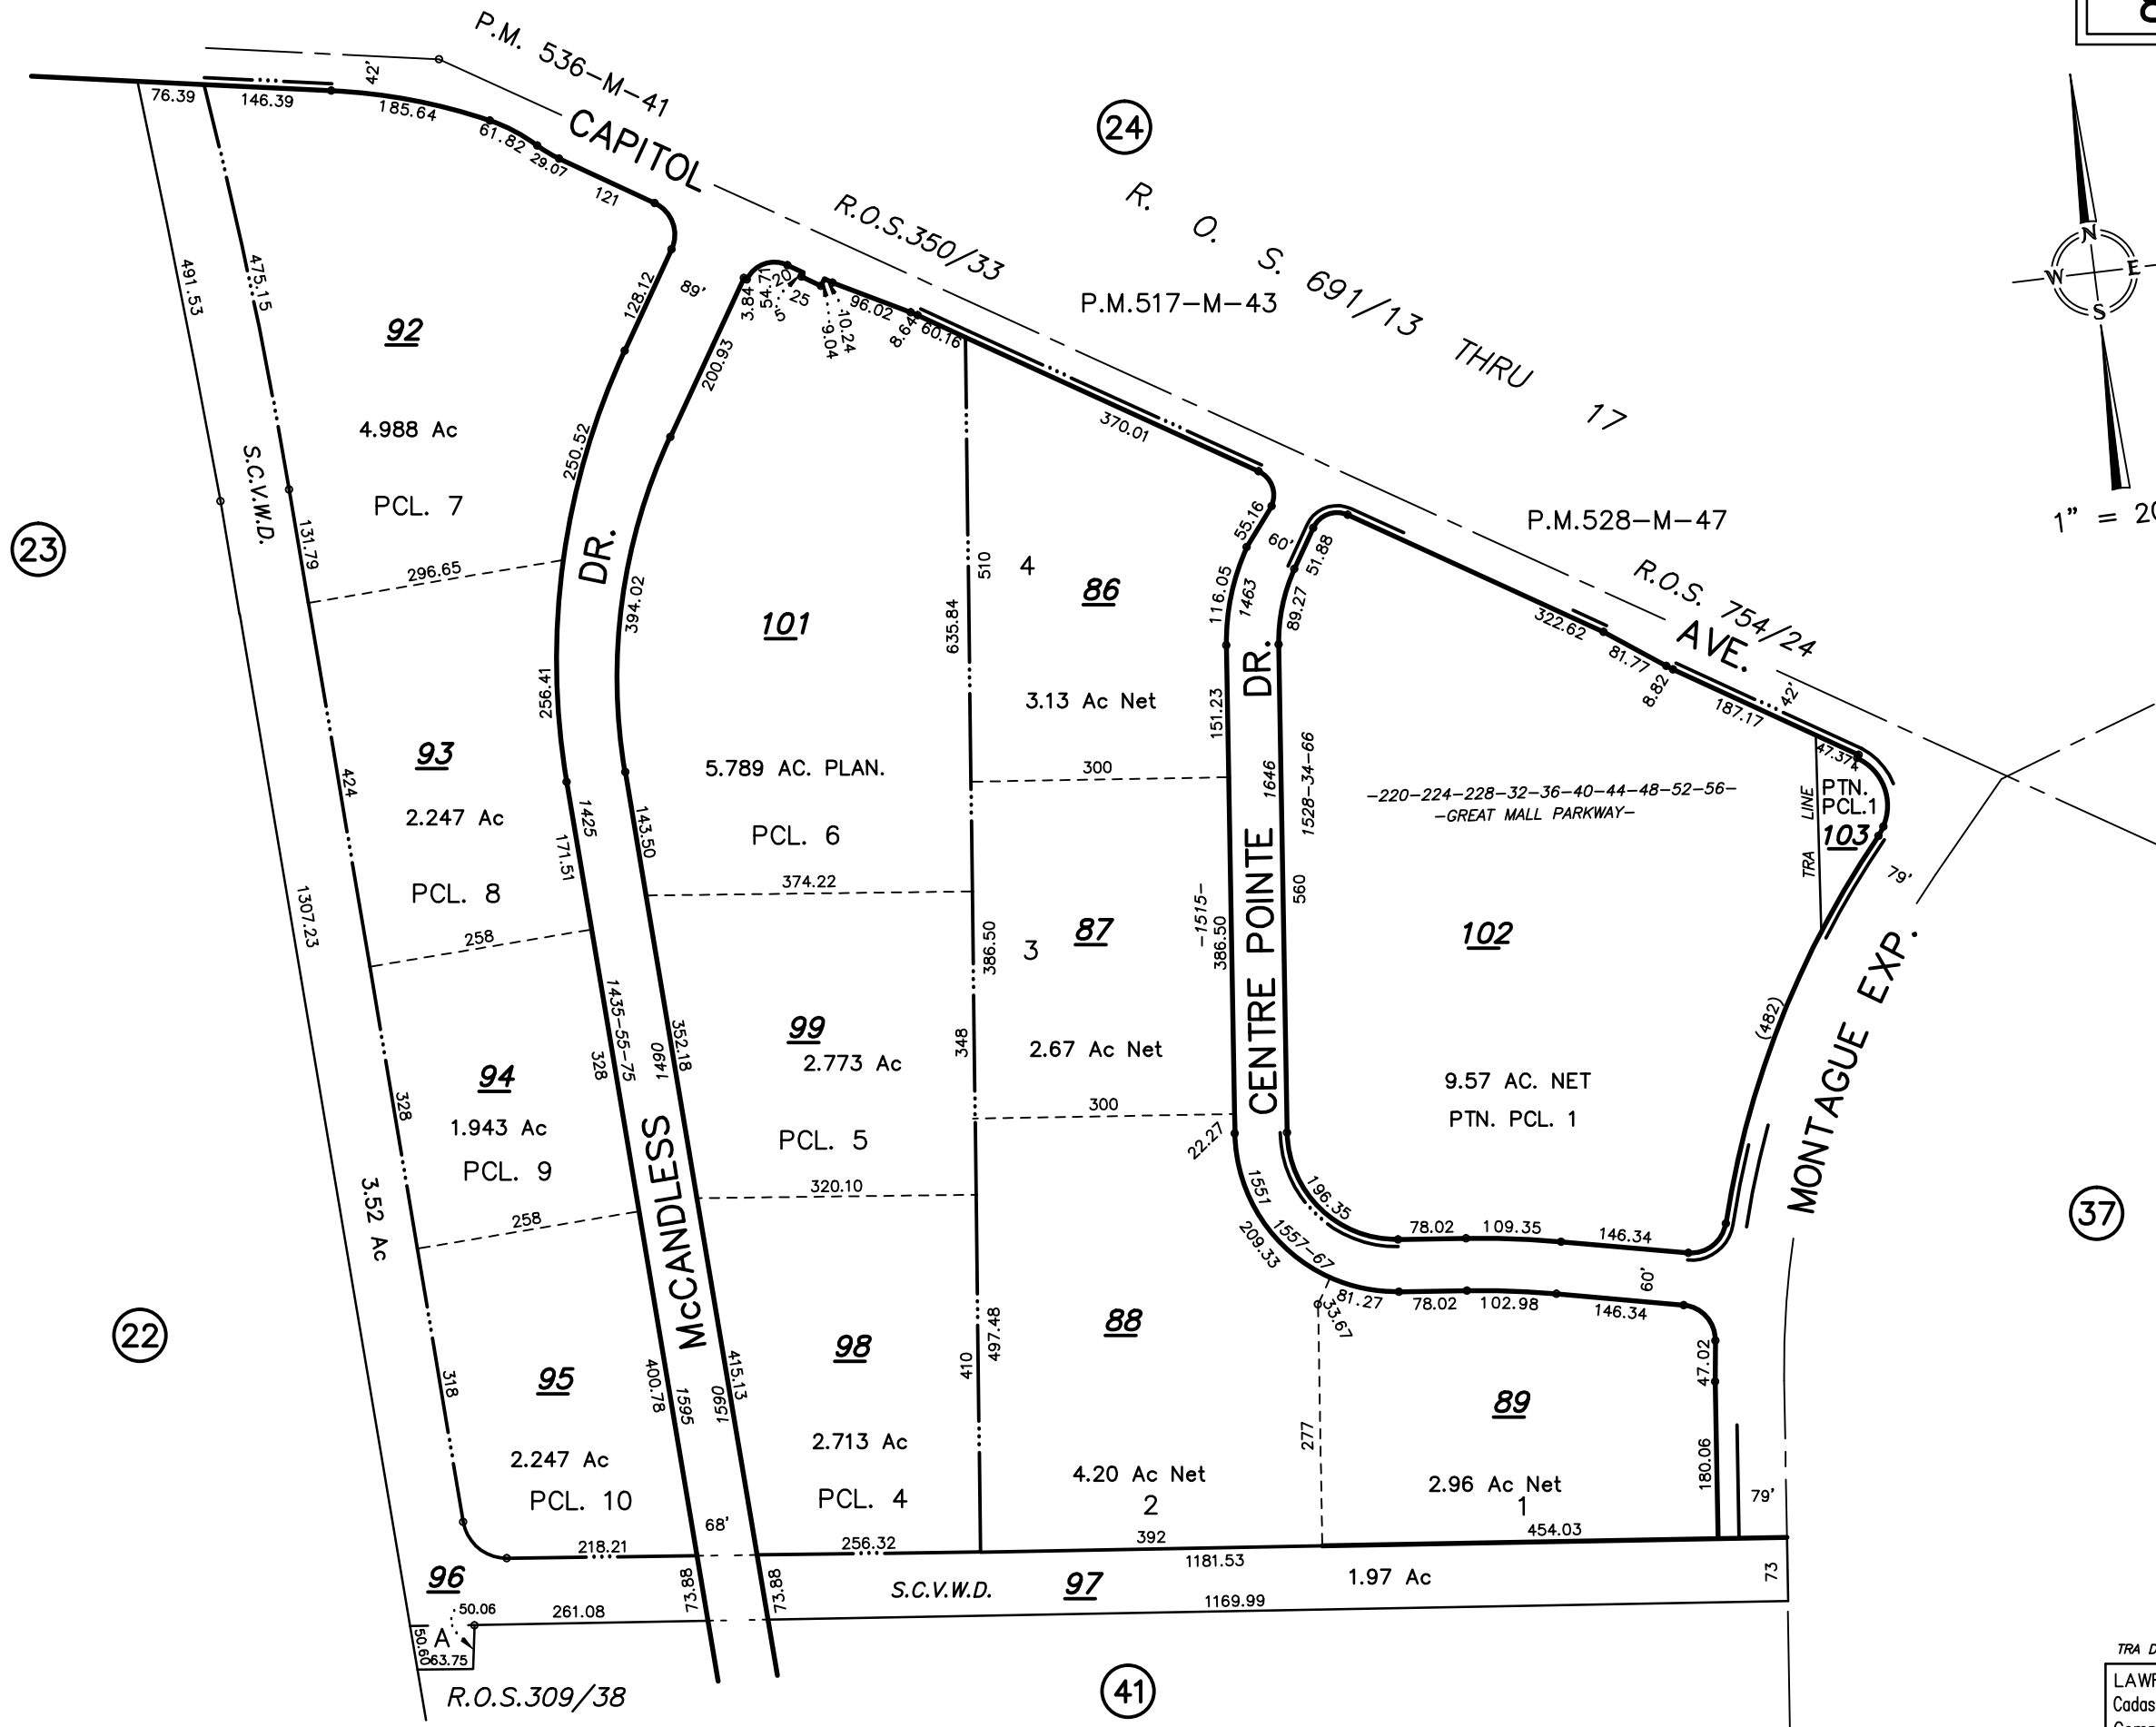 P.M. 536-M-41
42'
76.39
146.39
185.64
61.82
29.07
121
CAPITOL
24
R.O.S.350/33
R. O. S. 691/13 THRU 17
P.M.517-M-43
N
W
E
S
491.53
475.15
128.12
89'
3.84
54.71
20
5
25
9.04
10.24
96.02
8.64
60.16
200.93
370.01
92
4.988 Ac
PCL. 7
S.C.V.W.D.
250.52
P.M.528-M-47
R.O.S. 754/24
23
131.79
296.65
DR.
394.02
510
4
86
55.16
60'
51.88
116.05
1463
89.27
101
635.84
322.62
81.77
AVE.
8.82
42'
187.17
47.37
256.41
3.13 Ac Net
151.23
DR.
93
424
2.247 Ac
PCL. 8
1425
171.51
143.50
5.789 AC. PLAN.
PCL. 6
374.22
300
1646
1528-34-66
-220-224-228-32-36-40-44-48-52-56-
-GREAT MALL PARKWAY-
TRA LINE
PTN.
PCL.1
103
79'
1307.23
258
386.50
3
87
-1515-
386.50
CENTRE POINTE
560
102
(482)
MONTAGUE EXP.
94
1.943 Ac
PCL. 9
328
1435-55-75
328
352.18
1490
99
2.773 Ac
348
PCL. 5
320.10
2.67 Ac Net
300
9.57 AC. NET
PTN. PCL. 1
37
3.52 Ac
258
McCANDLESS
22.27
1551
209.33
1557-67
196.35
78.02
109.35
146.34
60'
22
88
81.27
33.67
78.02
102.98
146.34
47.02
318
95
2.247 Ac
PCL. 10
400.78
1595
415.13
1550
98
2.713 Ac
PCL. 4
410
497.48
4.20 Ac Net
2
277
89
2.96 Ac Net
1
180.06
79'
218.21
68'
256.32
392
454.03
1181.53
96
73.88
73.88
S.C.V.W.D.
97
1.97 Ac
73
50.06
261.08
1169.99
A
50.60
63.75
R.O.S.309/38
41